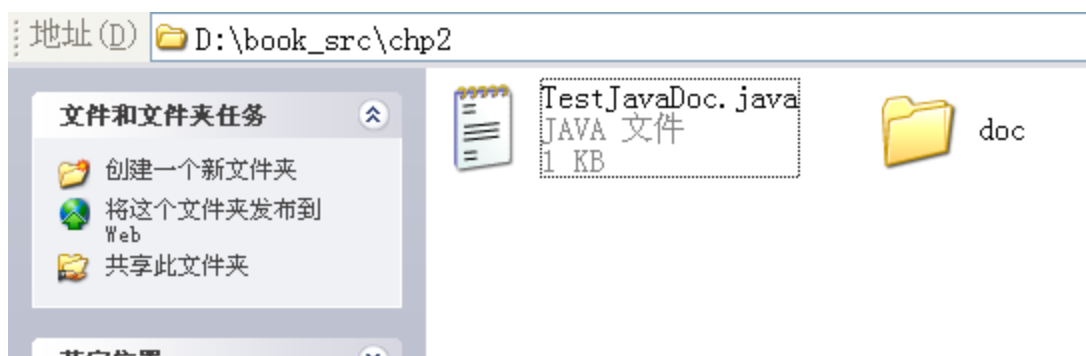 地址(D) D:\book_src\chp2
文件和文件夹任务
创建一个新文件夹
将这个文件夹发布到
Web
共享此文件夹
TestJavaDoc.java
JAVA 文件
1 KB
doc